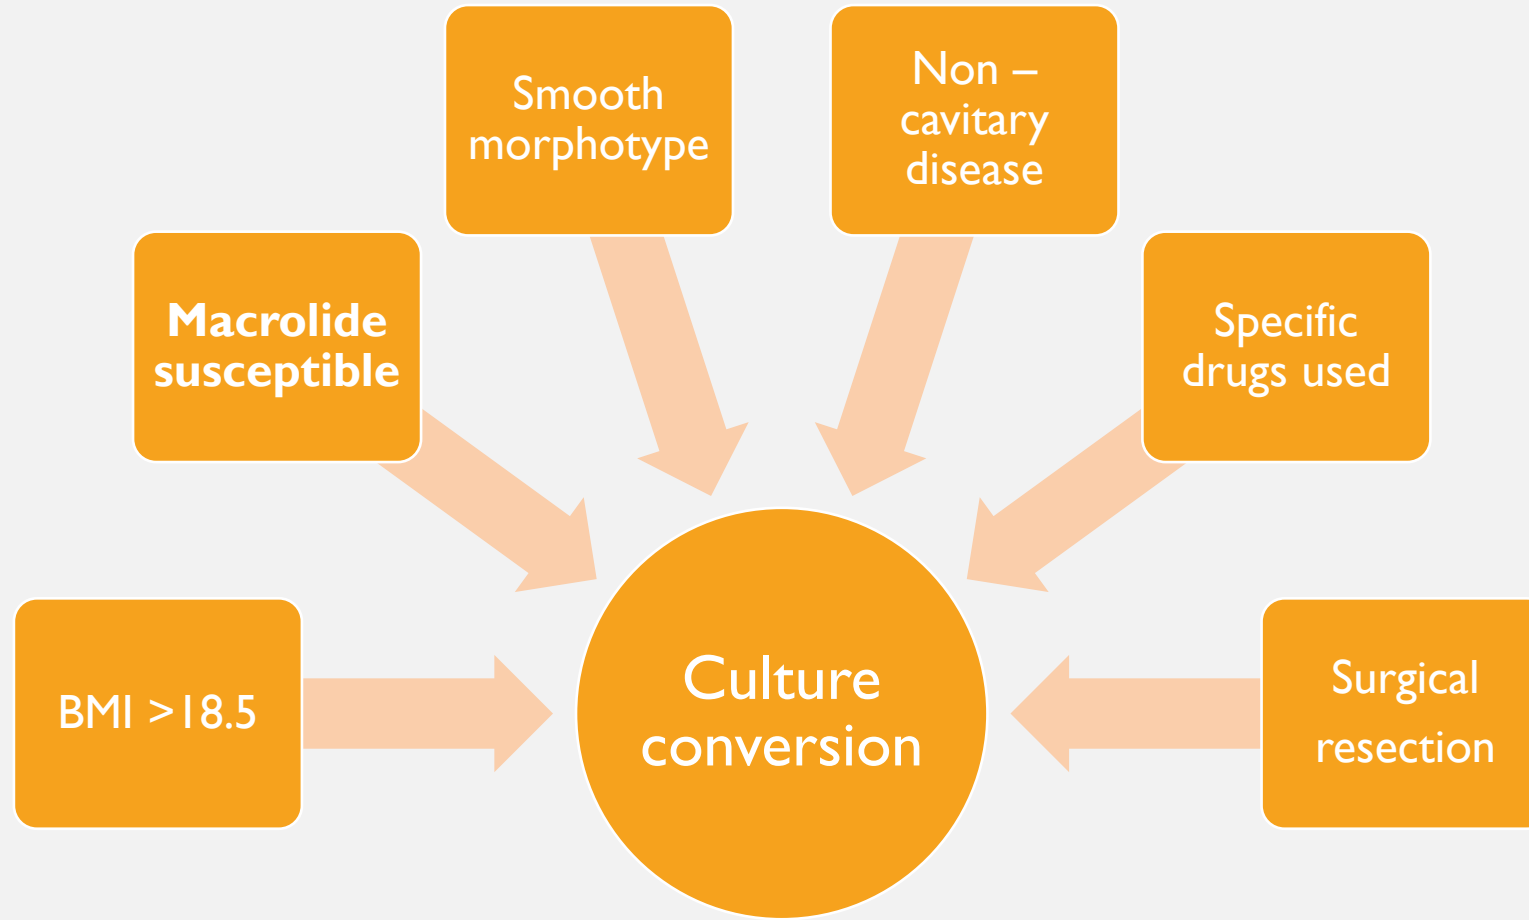 Smooth
morphotype
Non –
cavitary
disease
Macrolide
susceptible
Specific
drugs used
BMI >18.5
Culture
conversion
Surgical
resection